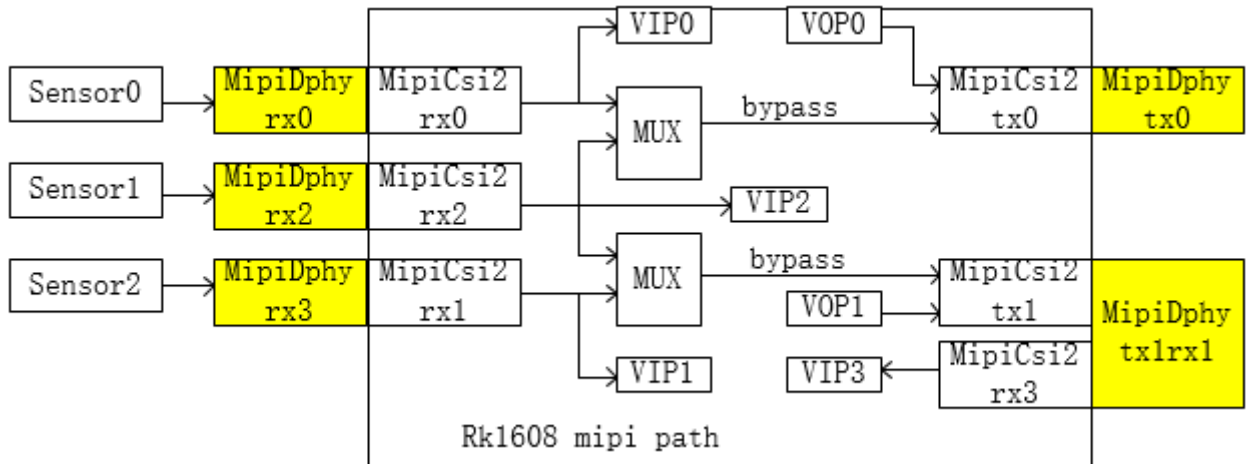 VIP0
VOP0
Sensor0
MipiDphy
rx0
MipiCsi2
rx0
MUX
bypass
MipiCsi2
tx0
MipiDphy
tx0
Sensor1
MipiDphy
rx2
MipiCsi2
rx2
VIP2
Sensor2
MipiDphy
rx3
MipiCsi2
rx1
MUX
bypass
MipiCsi2
tx1
VOP1
MipiDphy
tx1rx1
VIP1
VIP3
MipiCsi2
rx3
Rk1608 mipi path